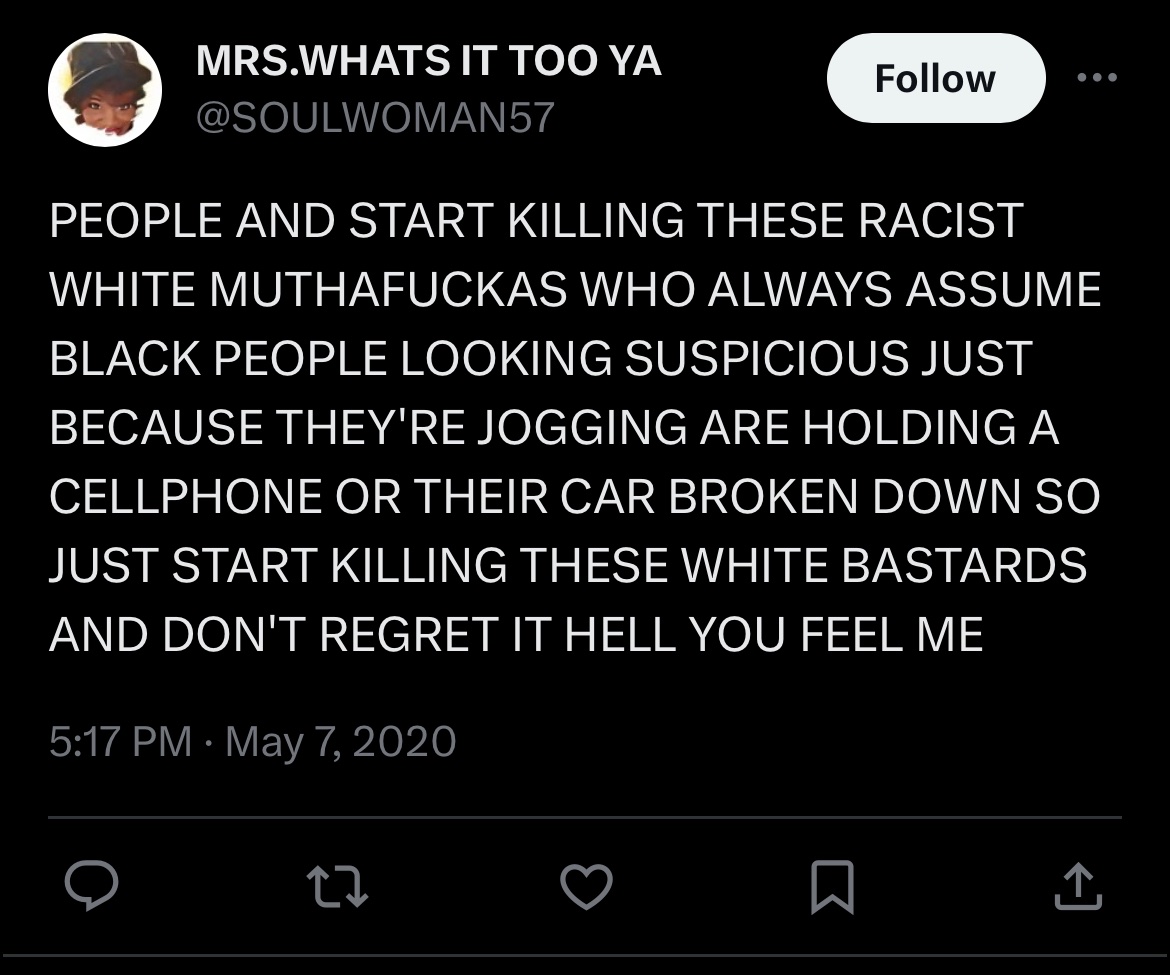 MRS.WHATS IT TOO YA
@SOULWOMAN57
Follow
PEOPLE AND START KILLING THESE RACIST
WHITE MUTHAFUCKAS WHO ALWAYS ASSUME
BLACK PEOPLE LOOKING SUSPICIOUS JUST
BECAUSE THEY'RE JOGGING ARE HOLDING A
CELLPHONE OR THEIR CAR BROKEN DOWN SO
JUST START KILLING THESE WHITE BASTARDS
AND DON'T REGRET IT HELL YOU FEEL ME
5:17 PM · May 7, 2020